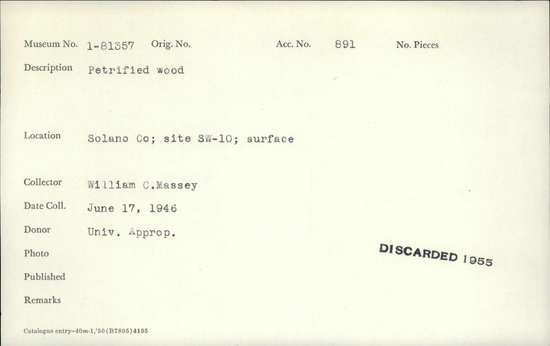 Museum No. 1-81357 Orig. No. Acc. No. 891 No. Pieces
Description Petrified wood
Location Solano Co; site SW-10; surface
Collector William C.Massey
Date Coll. June 17, 1946
Donor Univ. Approp.
Photo
DISCARDED 1955
Published
Remarks
Catalogue entry—40m-1,'50(B7805)4135